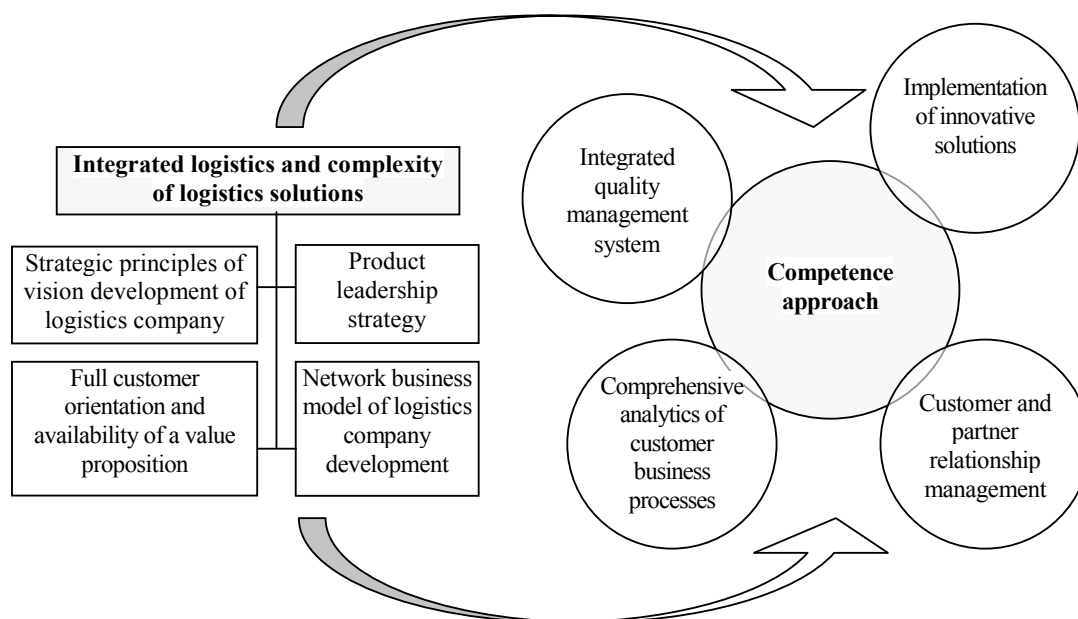 Integrated logistics and complexity
of logistics solutions
Strategic principles of
vision development of
logistics company
Product
leadership
strategy
Full customer
orientation and
availability of a value
proposition
Network business
model of logistics
company
development
Implementation
of innovative
solutions
Integrated
quality
management
system
Competence
approach
Comprehensive
analytics of
customer
business
processes
Customer and
partner
relationship
management